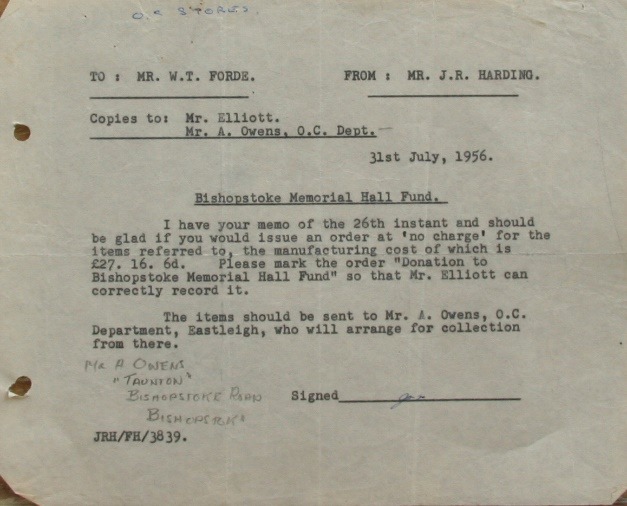 O.C STORES.
TO : MR. W.T. FORDE. FROM : MR. J.R. HARDING.
Copies to: Mr. Elliott.
Mr. A. Owens, O.C. Dept.
31st July, 1956.
Bishopstoke Memorial Hall Fund.
I have your memo of the 26th instant and should
be glad if you would issue an order at 'no charge' for the
items referred to, the manufacturing cost of which is
£27. 16. 6d. Please mark the order "Donation to
Bishopstoke Memorial Hall Fund" so that Mr. Elliott can
correctly record it.
The items should be sent to Mr. A. Owens, O.C.
Department, Eastleigh, who will arrange for collection
from there.
Mr A OWENS
"TAUNTON"
BISHOPSTOKE ROAD
Signed
JRH/FH/3839.